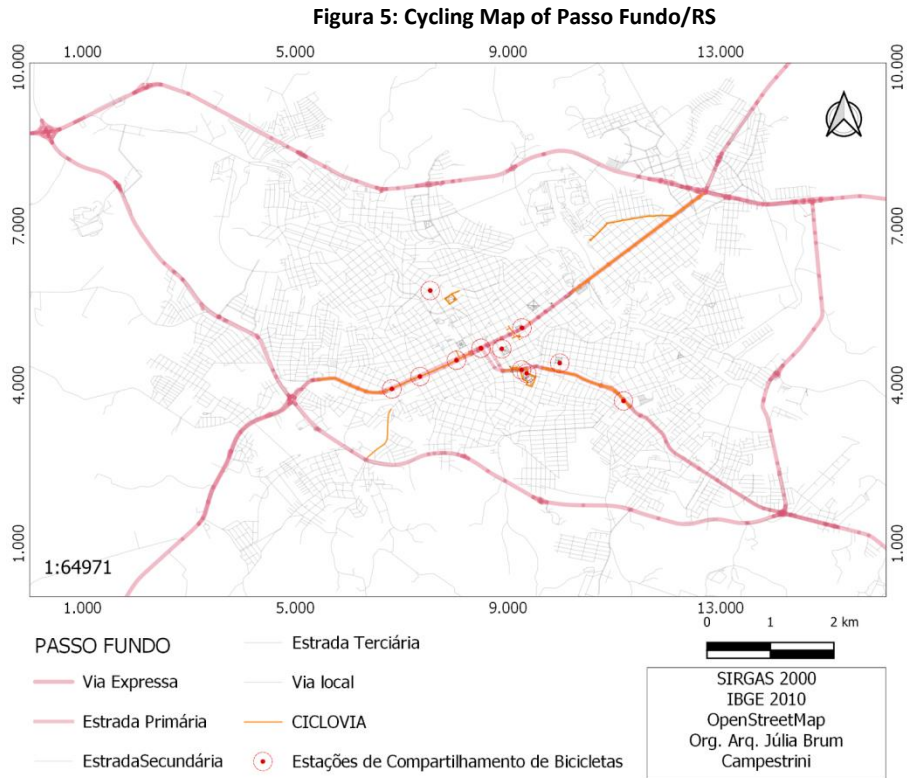 Figura 5: Cycling Map of Passo Fundo/RS
1.000 5.000 9.000 13.000
10.000 10.000
7.000 7.000
4.000 4.000
1.000 1.000
1:64971
1.000 5.000 9.000 13.000
PASSO FUNDO
Via Expressa
Estrada Primária
EstradaSecundária
Estrada Terciária
Via local
CICLOVIA
Estações de Compartilhamento de Bicicletas
0 1 2 km
SIRGAS 2000
IBGE 2010
OpenStreetMap
Org. Arq. Júlia Brum
Campestrini